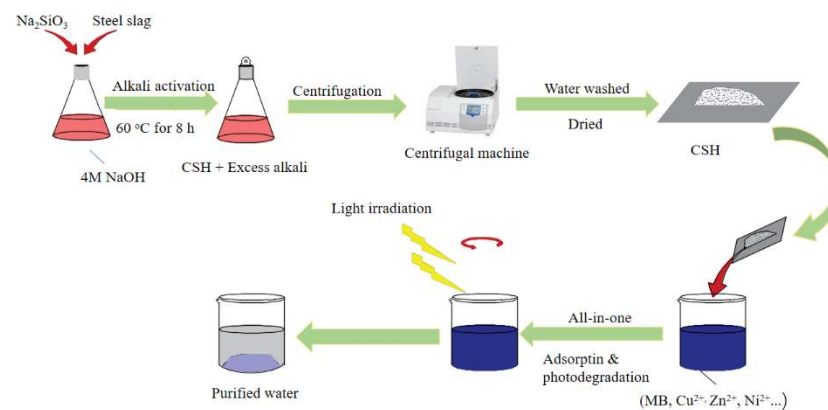 Na₂SiO₃ Steel slag
Alkali activation
60 °C for 8 h
4M NaOH
CSH + Excess alkali
Centrifugation
Centrifugal machine
Water washed
Dried
CSH
Light irradiation
All-in-one
Adsorptin &
photodegradation
(MB, Cu²⁺, Zn²⁺, Ni²⁺...)
Purified water